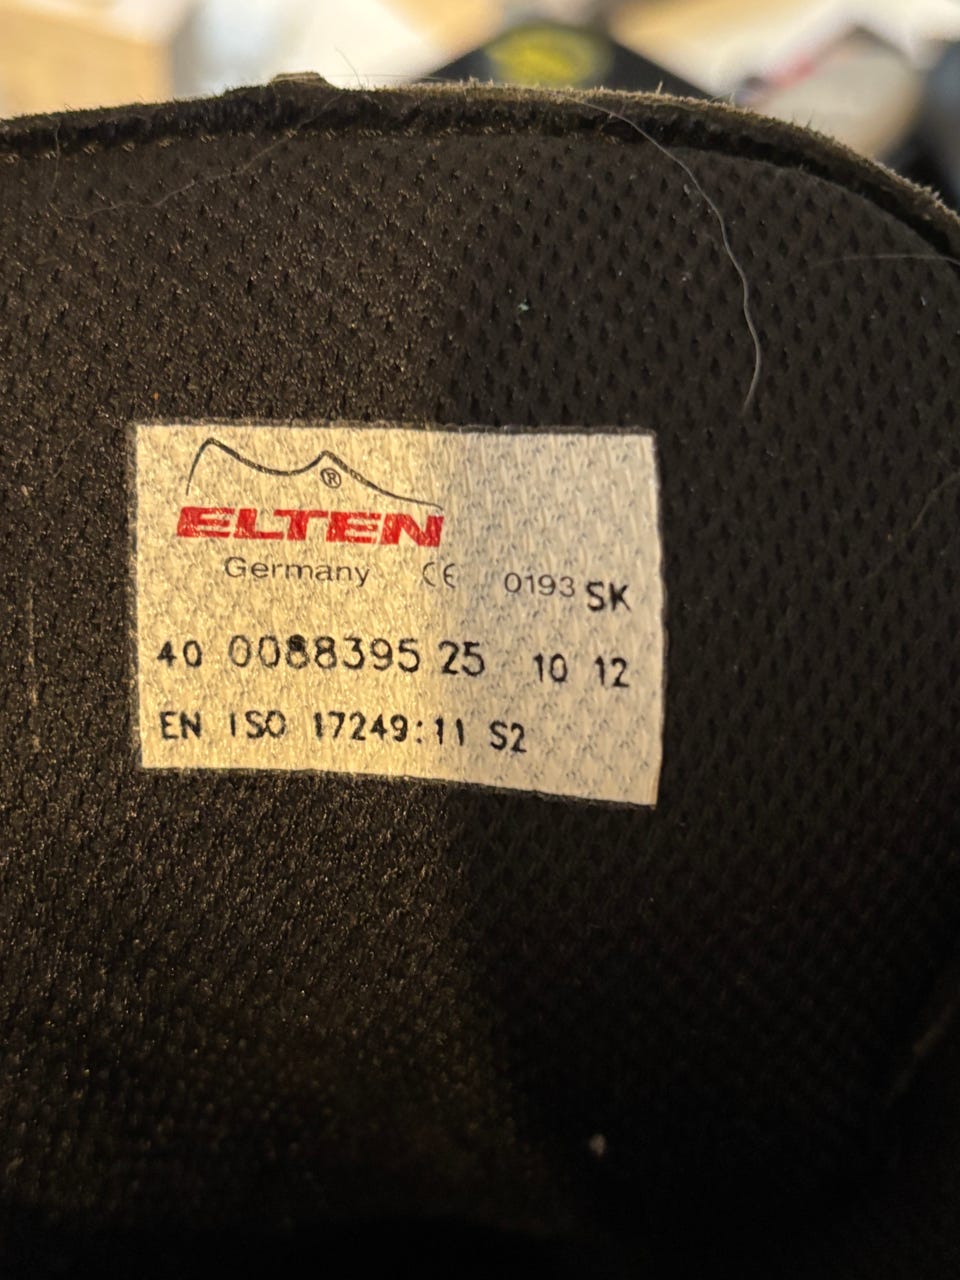 ®
ELTEN
Germany CE 0193 SK
40 0088395 25 10 12
EN ISO 17249:11 S2